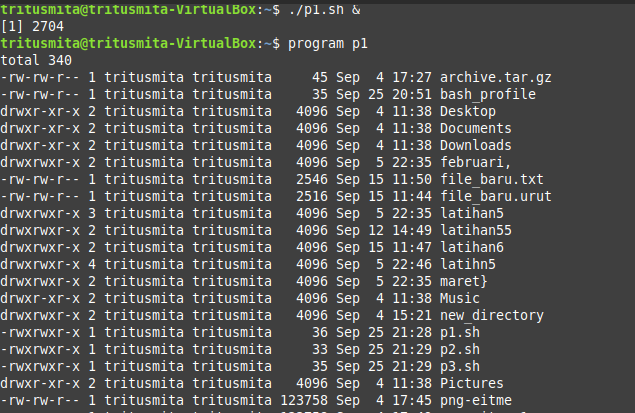 tritusmita@tritusmita-VirtualBox:~$ ./p1.sh &
[1] 2704
tritusmita@tritusmita-VirtualBox:~$ program p1
total 340
-rw-rw-r-- 1 tritusmita tritusmita     45 Sep  4 17:27 archive.tar.gz
-rw-rw-r-- 1 tritusmita tritusmita     35 Sep 25 20:51 bash_profile
drwxr-xr-x 2 tritusmita tritusmita   4096 Sep  4 11:38 Desktop
drwxr-xr-x 2 tritusmita tritusmita   4096 Sep  4 11:38 Documents
drwxr-xr-x 2 tritusmita tritusmita   4096 Sep  4 11:38 Downloads
drwxrwxr-x 2 tritusmita tritusmita   4096 Sep  5 22:35 februari,
-rw-rw-r-- 1 tritusmita tritusmita   2546 Sep 15 11:50 file_baru.txt
-rw-rw-r-- 1 tritusmita tritusmita   2516 Sep 15 11:44 file_baru.urut
drwxrwxr-x 3 tritusmita tritusmita   4096 Sep  5 22:35 latihan5
drwxrwxr-x 2 tritusmita tritusmita   4096 Sep 12 14:49 latihan55
drwxrwxr-x 2 tritusmita tritusmita   4096 Sep 15 11:47 latihan6
drwxrwxr-x 4 tritusmita tritusmita   4096 Sep  5 22:46 latihn5
drwxrwxr-x 2 tritusmita tritusmita   4096 Sep  5 22:35 maret}
drwxr-xr-x 2 tritusmita tritusmita   4096 Sep  4 11:38 Music
drwxrwxr-x 2 tritusmita tritusmita   4096 Sep  4 15:21 new_directory
-rwxrwxr-x 1 tritusmita tritusmita     36 Sep 25 21:28 p1.sh
-rwxrwxr-x 1 tritusmita tritusmita     33 Sep 25 21:29 p2.sh
-rwxrwxr-x 1 tritusmita tritusmita     35 Sep 25 21:29 p3.sh
drwxr-xr-x 2 tritusmita tritusmita   4096 Sep  4 11:38 Pictures
-rw-rw-r-- 1 tritusmita tritusmita 123758 Sep  4 17:45 png-eitme